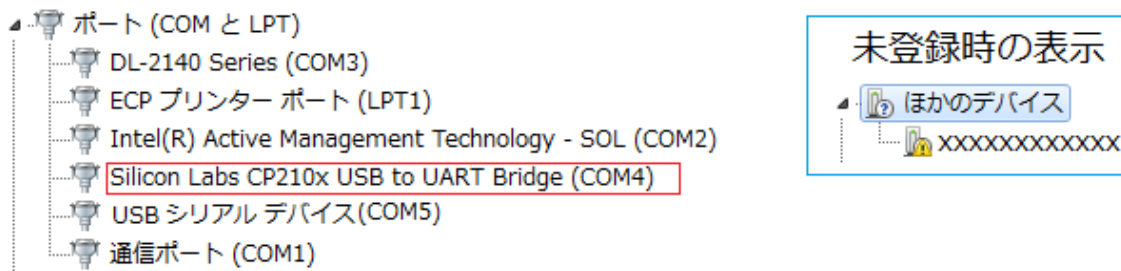 ポート (COM と LPT)
DL-2140 Series (COM3)
ECP プリンター ポート (LPT1)
Intel(R) Active Management Technology - SOL (COM2)
Silicon Labs CP210x USB to UART Bridge (COM4)
USB シリアル デバイス(COM5)
通信ポート (COM1)
未登録時の表示
ほかのデバイス
xxxxxxxxxxxxx